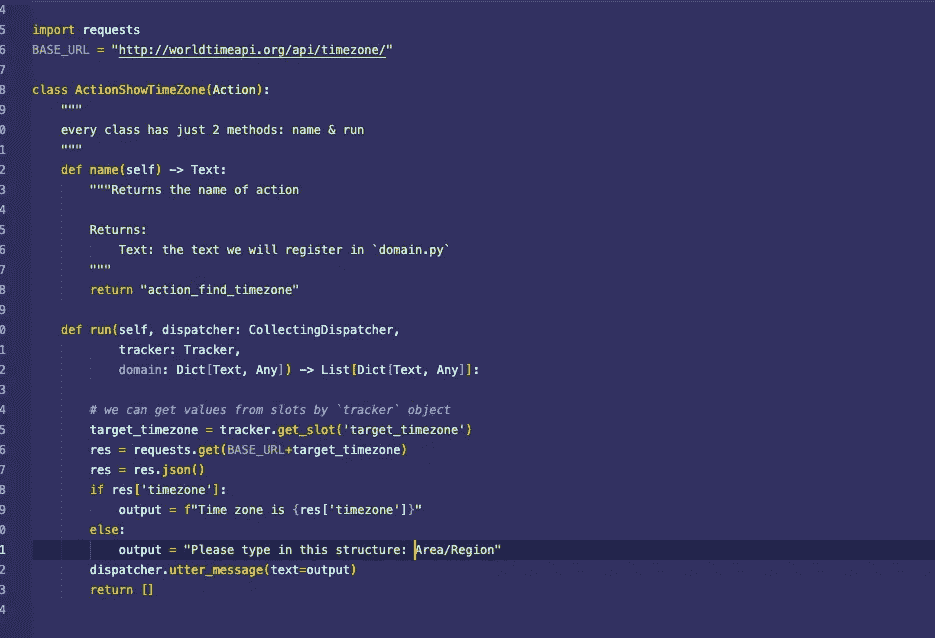 4
5 import requests
6 BASE_URL = "http://worldtimeapi.org/api/timezone/"
7
8 class ActionShowTimeZone(Action):
9     """
0     every class has just 2 methods: name & run
1     """
2     def name(self) -> Text:
3         """Returns the name of action
4
5         Returns:
6             Text: the text we will register in `domain.py`
7         """
8         return "action_find_timezone"
9
0     def run(self, dispatcher: CollectingDispatcher,
1             tracker: Tracker,
2             domain: Dict[Text, Any]) -> List[Dict[Text, Any]]:
3
4         # we can get values from slots by `tracker` object
5         target_timezone = tracker.get_slot('target_timezone')
6         res = requests.get(BASE_URL+target_timezone)
7         res = res.json()
8         if res['timezone']:
9             output = f"Time zone is {res['timezone']}"
0         else:
1             output = "Please type in this structure: Area/Region"
2         dispatcher.utter_message(text=output)
3         return []
4